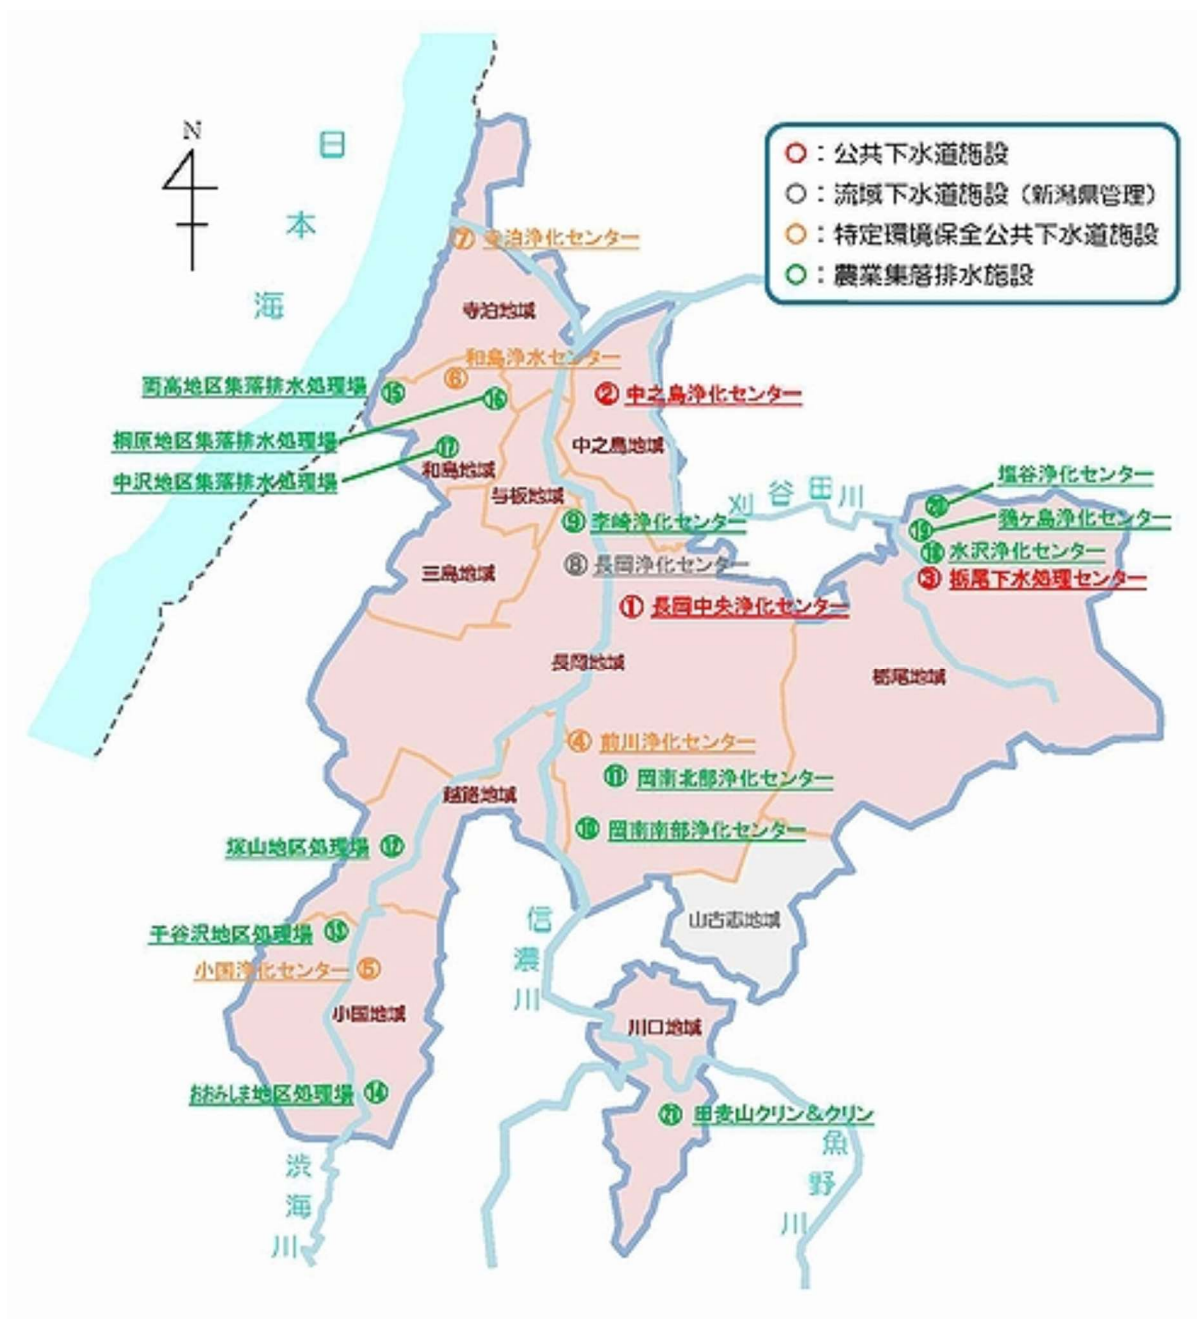 N
日本海
○：公共下水道施設
○：流域下水道施設（新潟県管理）
○：特定環境保全公共下水道施設
○：農業集落排水施設
⑦ 寺泊浄化センター
寺泊地域
和島浄水センター
⑥
両高地区集落排水処理場 ⑮
⑯
② 中之島浄化センター
桐原地区集落排水処理場
⑰
中之島地域
和島地域
中沢地区集落排水処理場
与板地域
刈谷田川
塩谷浄化センター
⑳
⑨ 李崎浄化センター
鴉ヶ島浄化センター
⑲
⑱ 水沢浄化センター
⑧ 長岡浄化センター
三島地域
③ 栃尾下水処理センター
① 長岡中央浄化センター
長岡地域
栃尾地域
④ 前川浄化センター
⑪ 岡南北部浄化センター
越路地域
⑩ 岡南南部浄化センター
塚山地区処理場 ⑫
山古志地域
信濃川
千谷沢地区処理場 ⑬
小国浄化センター ⑤
小国地域
川口地域
おおみしま地区処理場 ⑭
㉑ 田麦山クリン＆クリン
魚野川
渋海川